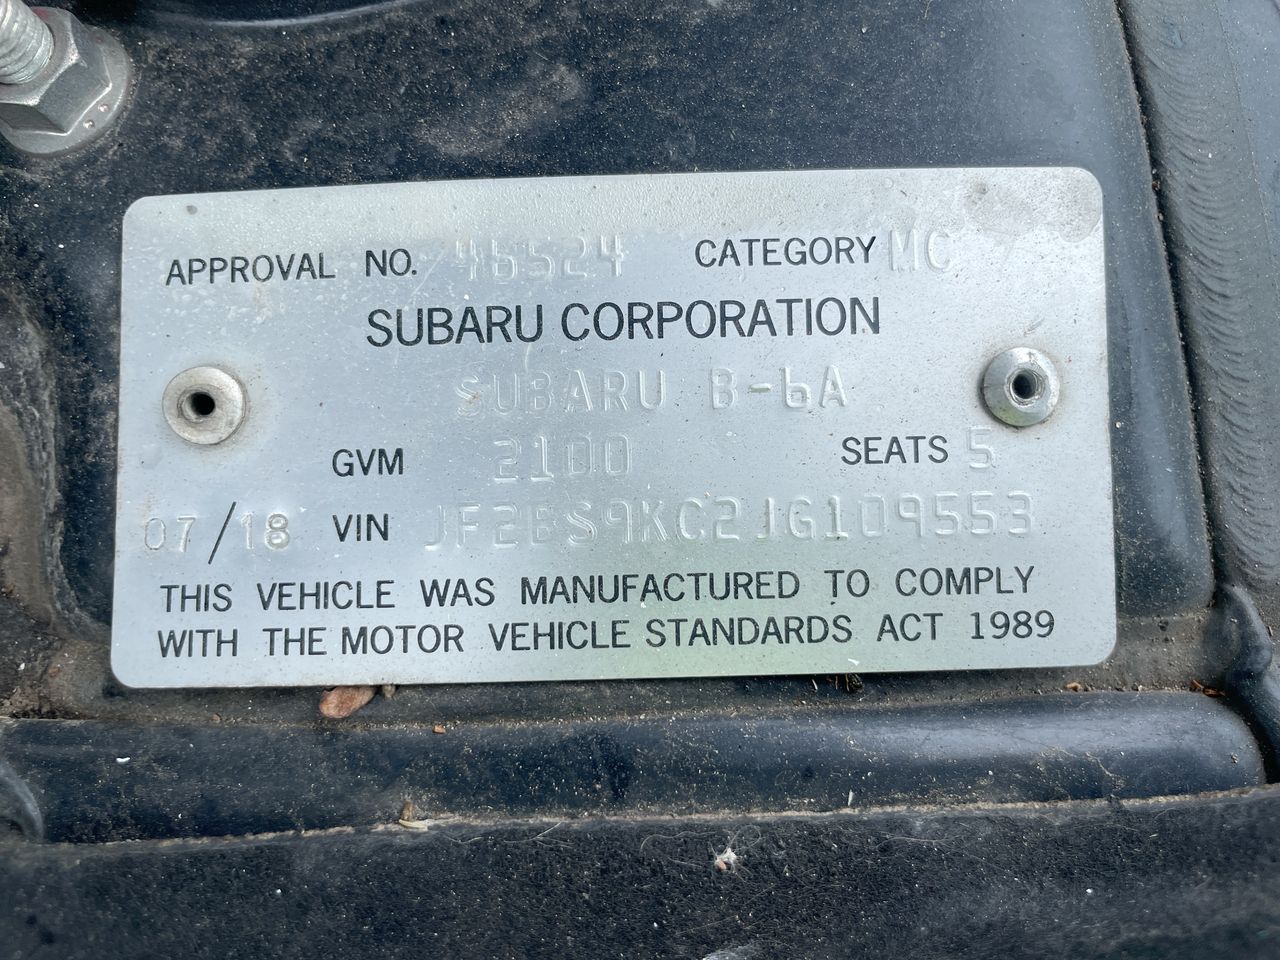 APPROVAL NO. 46524 CATEGORY MC
SUBARU CORPORATION
SUBARU B-6A
GVM 2100 SEATS 5
07/18 VIN JF2BS9KC2JG109553
THIS VEHICLE WAS MANUFACTURED TO COMPLY
WITH THE MOTOR VEHICLE STANDARDS ACT 1989